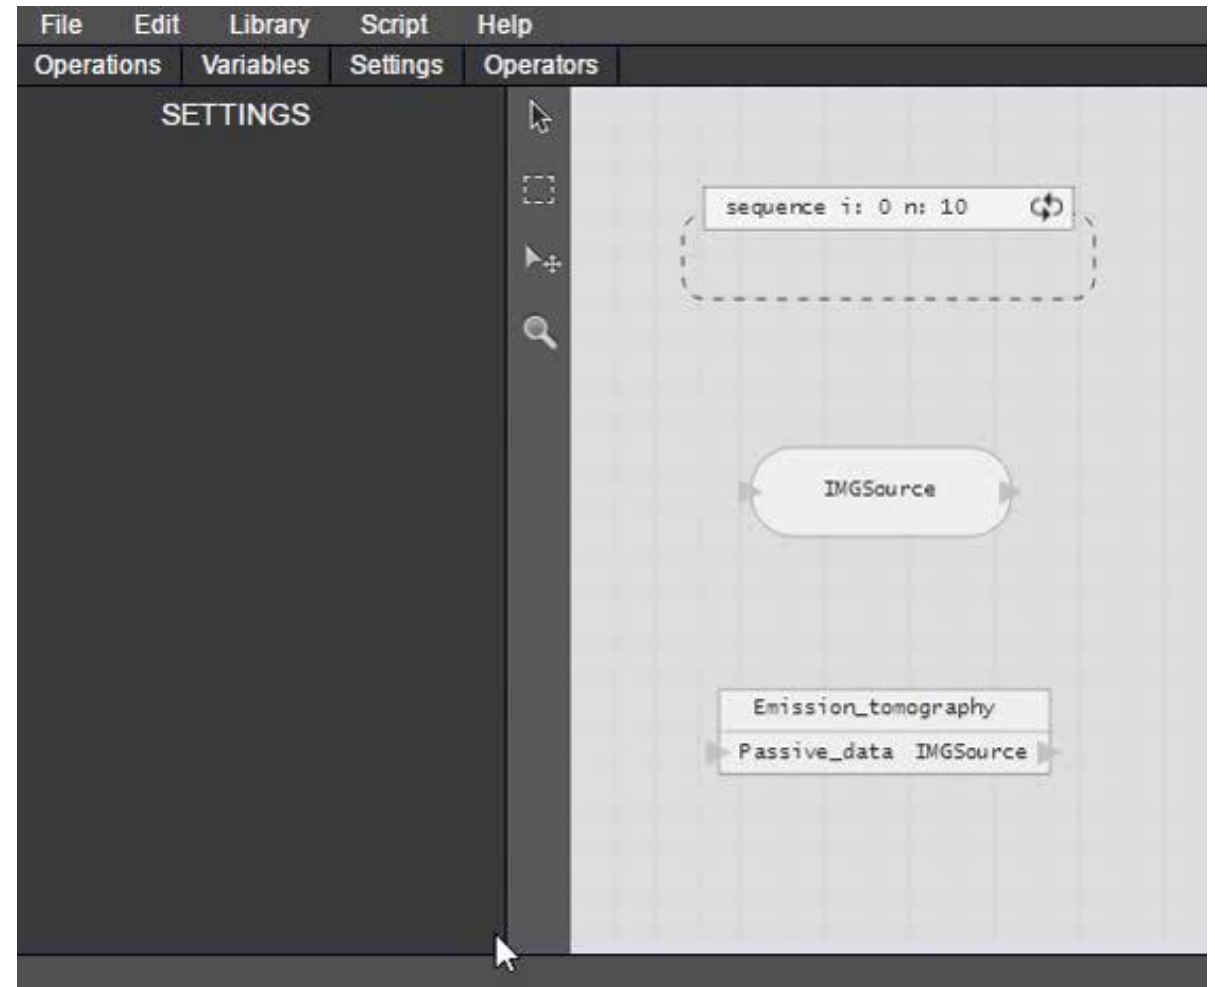 File Edit Library Script Help
Operations Variables Settings Operators
SETTINGS
sequence i: 0 n: 10
IMGSource
Emission_tomography
Passive_data IMGSource